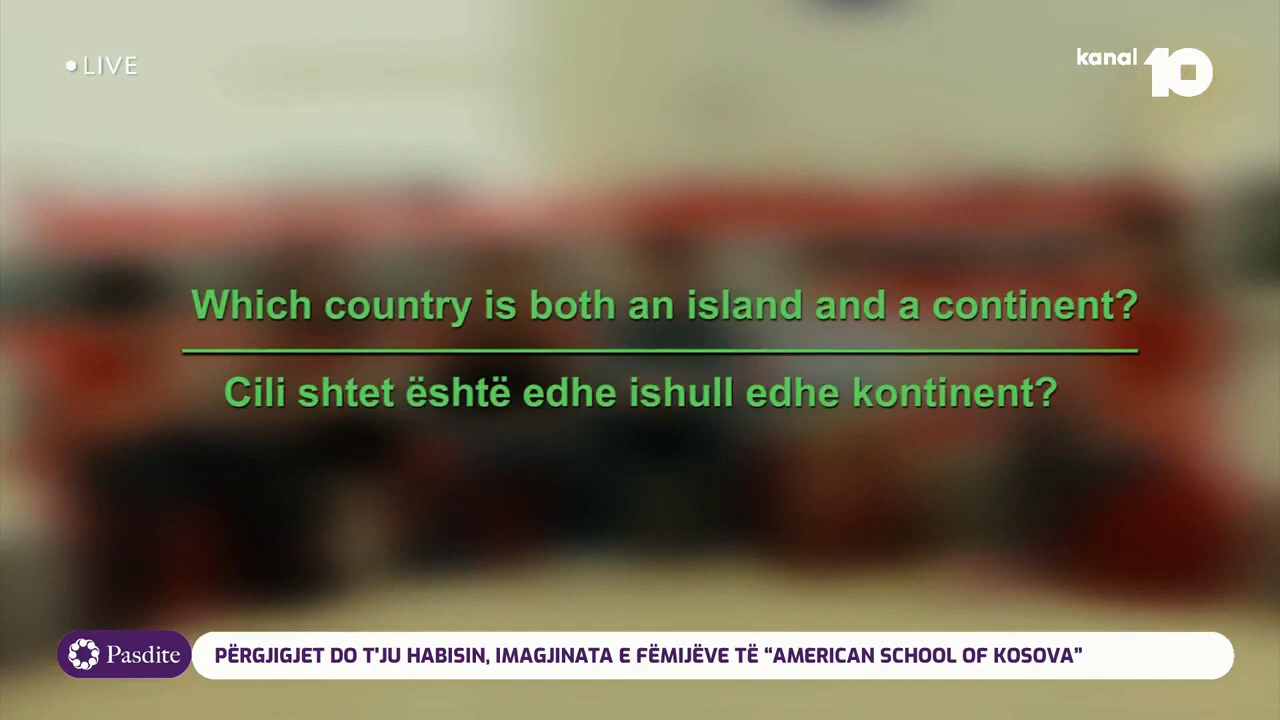 LIVE
kanal 10
Which country is both an island and a continent?
Cili shtet është edhe ishull edhe kontinent?
Pasdite
PËRGJIGJET DO T'JU HABISIN, IMAGJINATA E FËMIJËVE TË “AMERICAN SCHOOL OF KOSOVA”